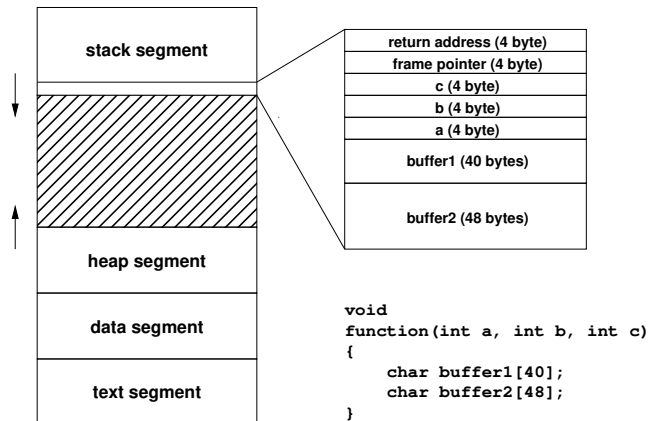 stack segment
heap segment
data segment
text segment
return address (4 byte)
frame pointer (4 byte)
c (4 byte)
b (4 byte)
a (4 byte)
buffer1 (40 bytes)
buffer2 (48 bytes)
void
function(int a, int b, int c)
{
    char buffer1[40];
    char buffer2[48];
}